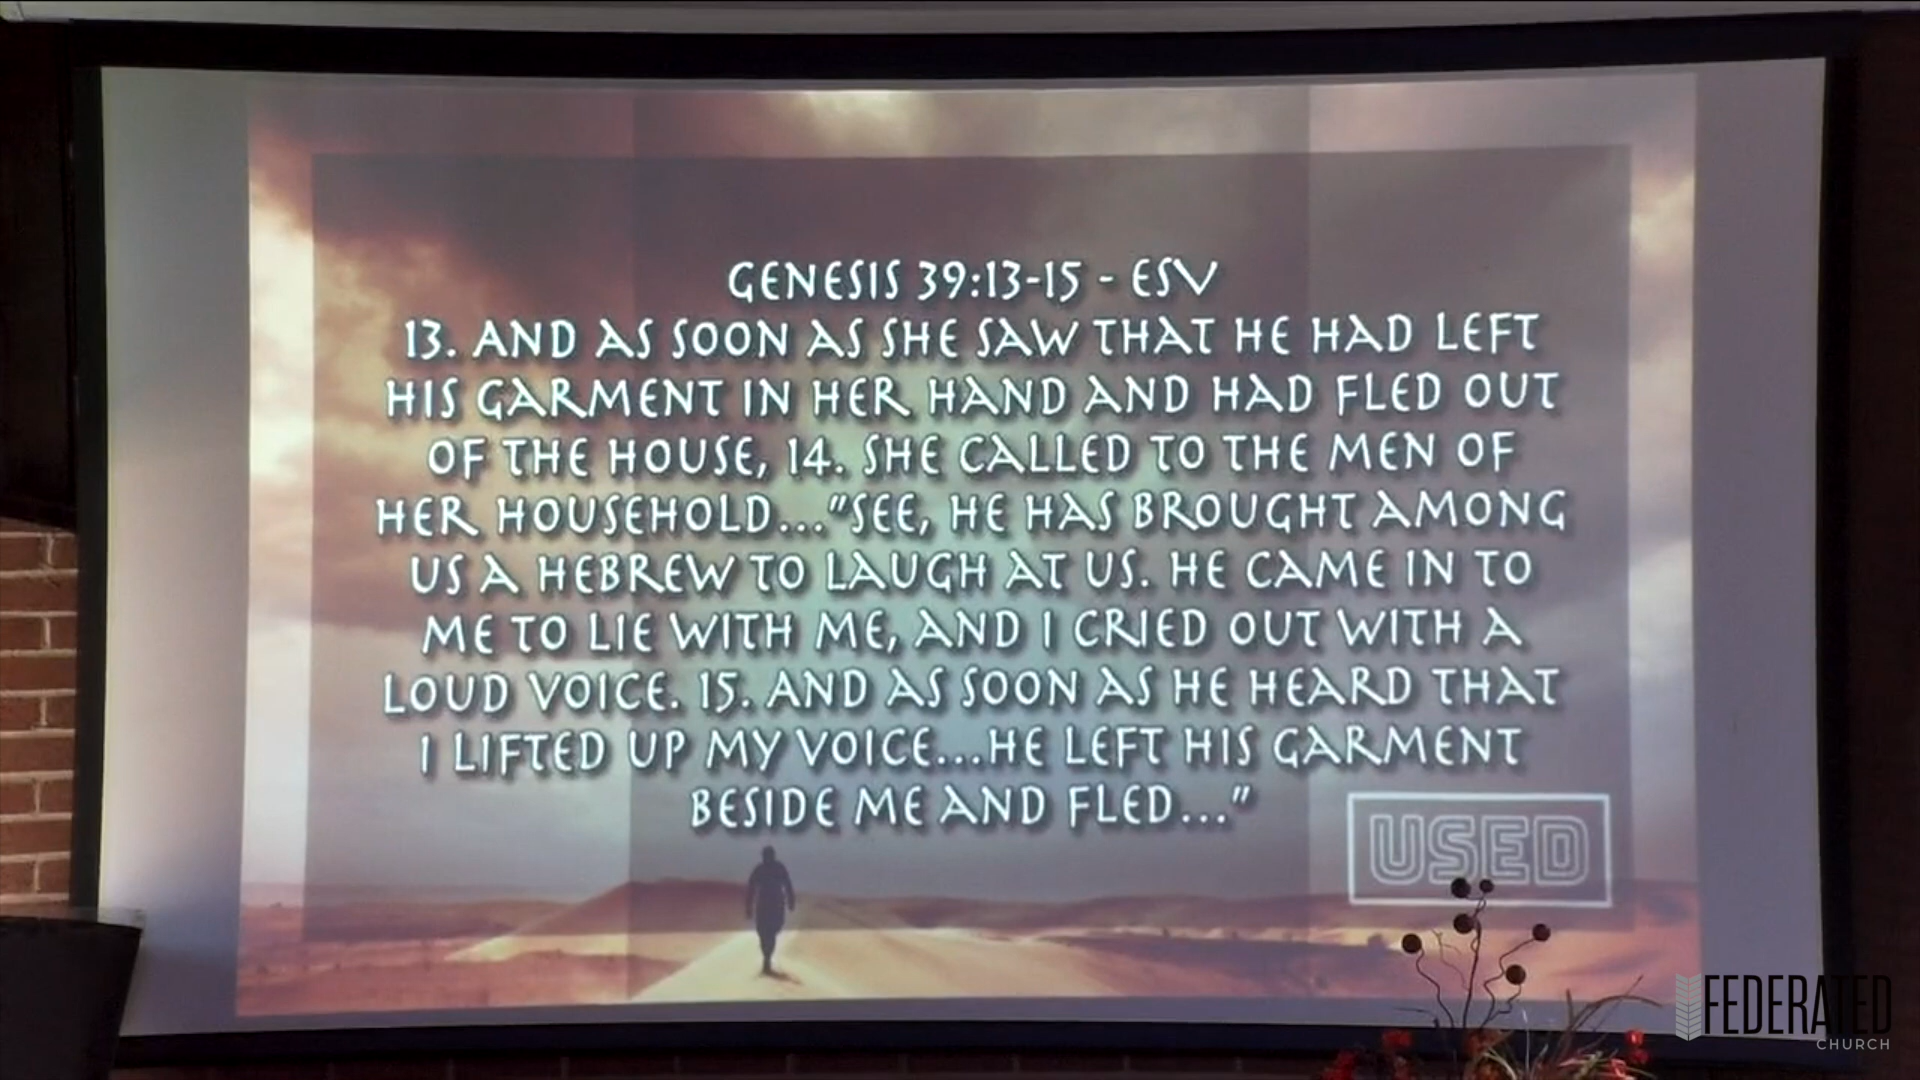 GENESIS 39:13-15 - ESV
13. AND AS SOON AS SHE SAW THAT HE HAD LEFT
HIS GARMENT IN HER HAND AND HAD FLED OUT
OF THE HOUSE, 14. SHE CALLED TO THE MEN OF
HER HOUSEHOLD..."SEE, HE HAS BROUGHT AMONG
US A HEBREW TO LAUGH AT US. HE CAME IN TO
ME TO LIE WITH ME, AND I CRIED OUT WITH A
LOUD VOICE. 15. AND AS SOON AS HE HEARD THAT
I LIFTED UP MY VOICE...HE LEFT HIS GARMENT
BESIDE ME AND FLED..."
USED
FEDERATED
CHURCH